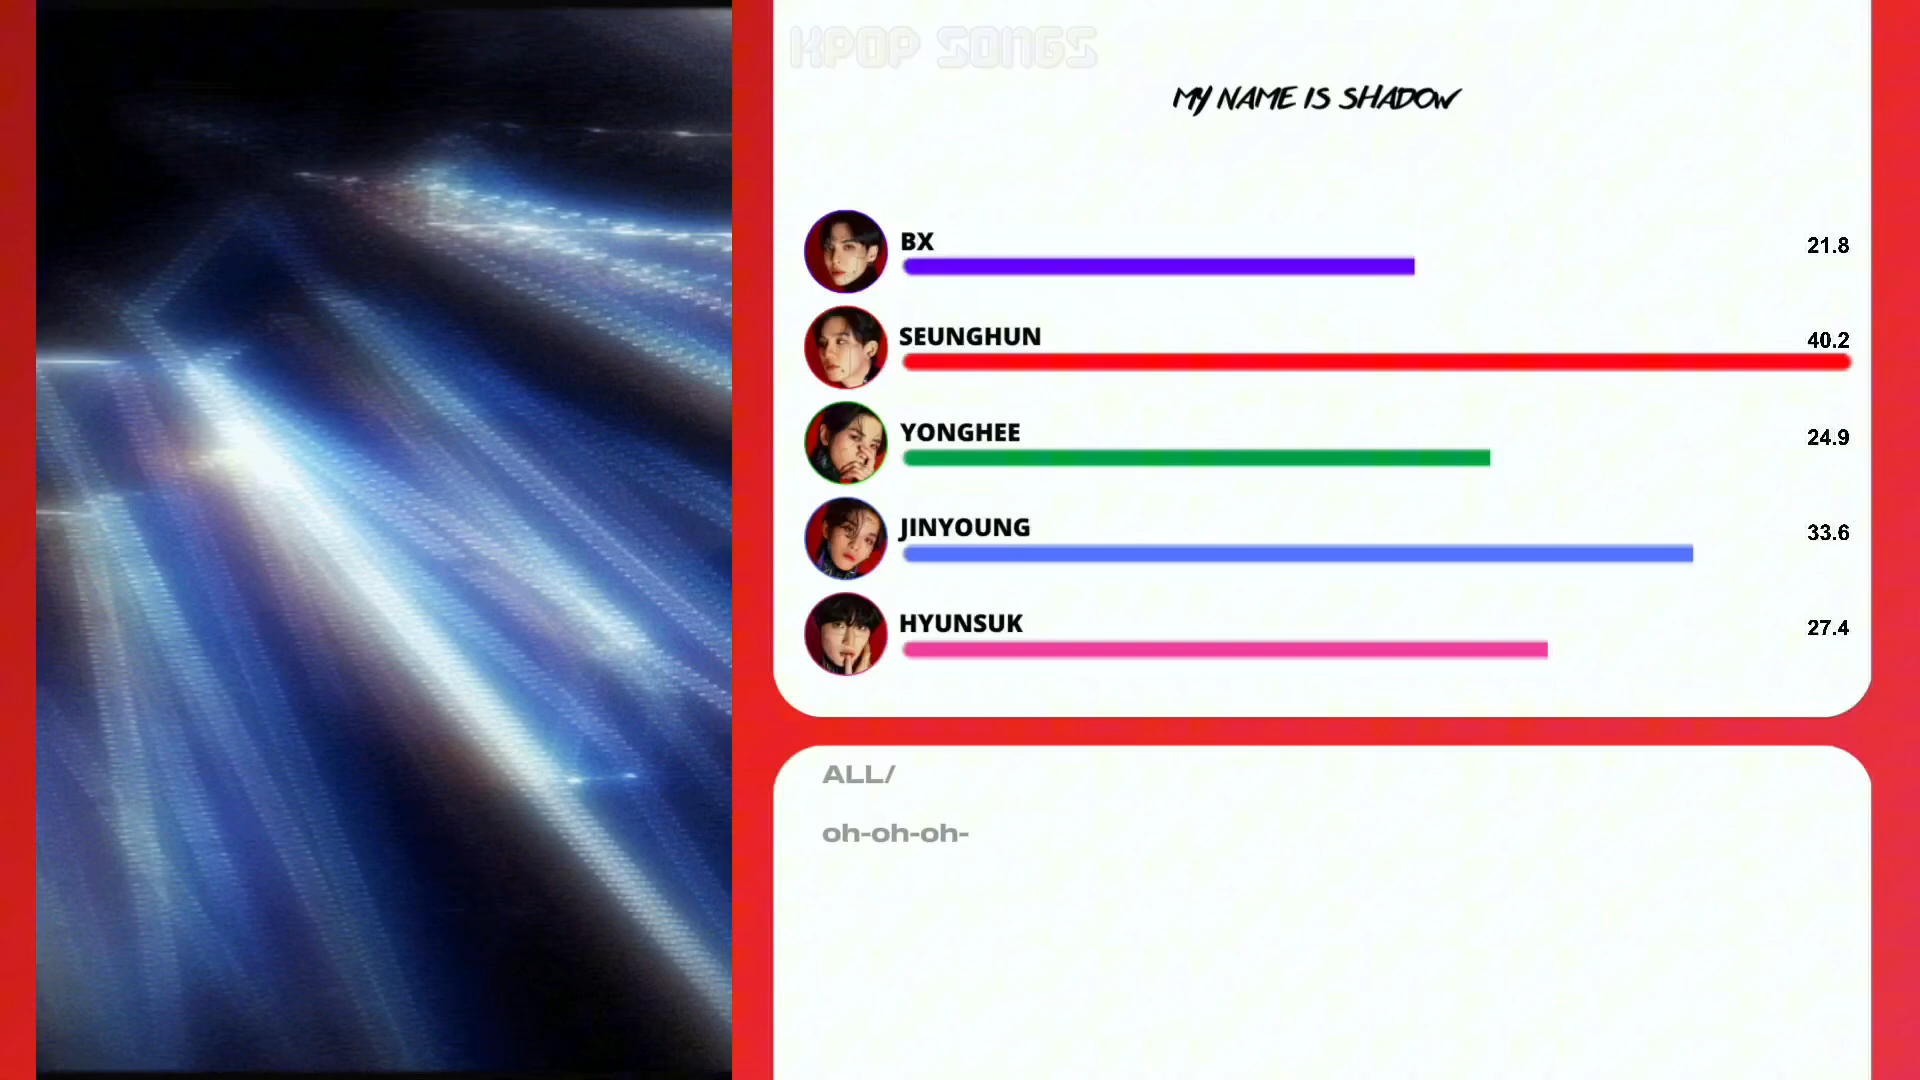 KPOP SONGS
MY NAME IS SHADOW
BX
21.8
SEUNGHUN
40.2
YONGHEE
24.9
JINYOUNG
33.6
HYUNSUK
27.4
ALL/
oh-oh-oh-